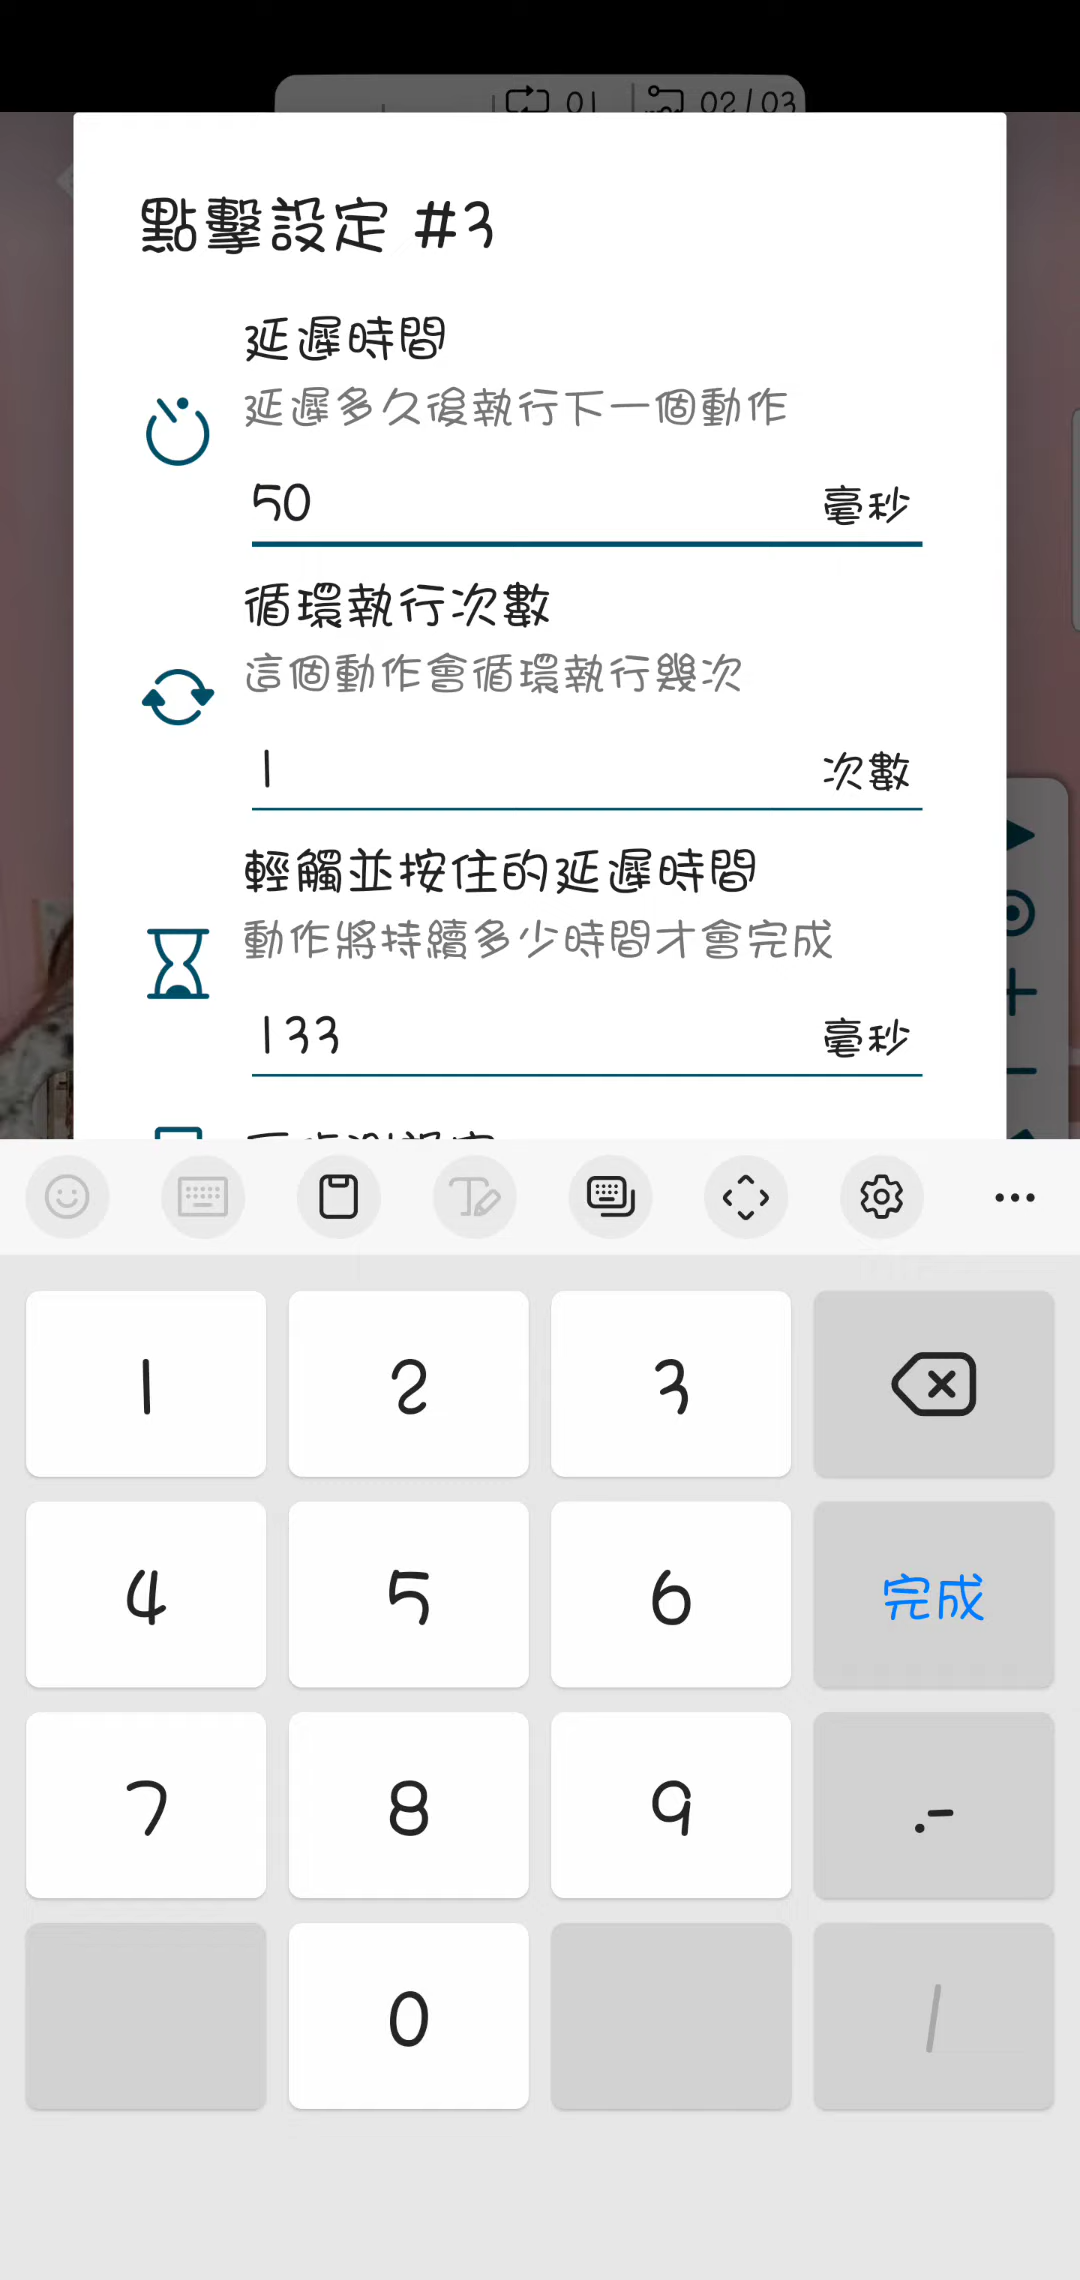 01 02/03
點擊設定 #3
延遲時間
延遲多久後執行下一個動作
50 毫秒
循環執行次數
這個動作會循環執行幾次
1 次數
輕觸並按住的延遲時間
動作將持續多少時間才會完成
133 毫秒
1 2 3
4 5 6 完成
7 8 9 .-
0 /